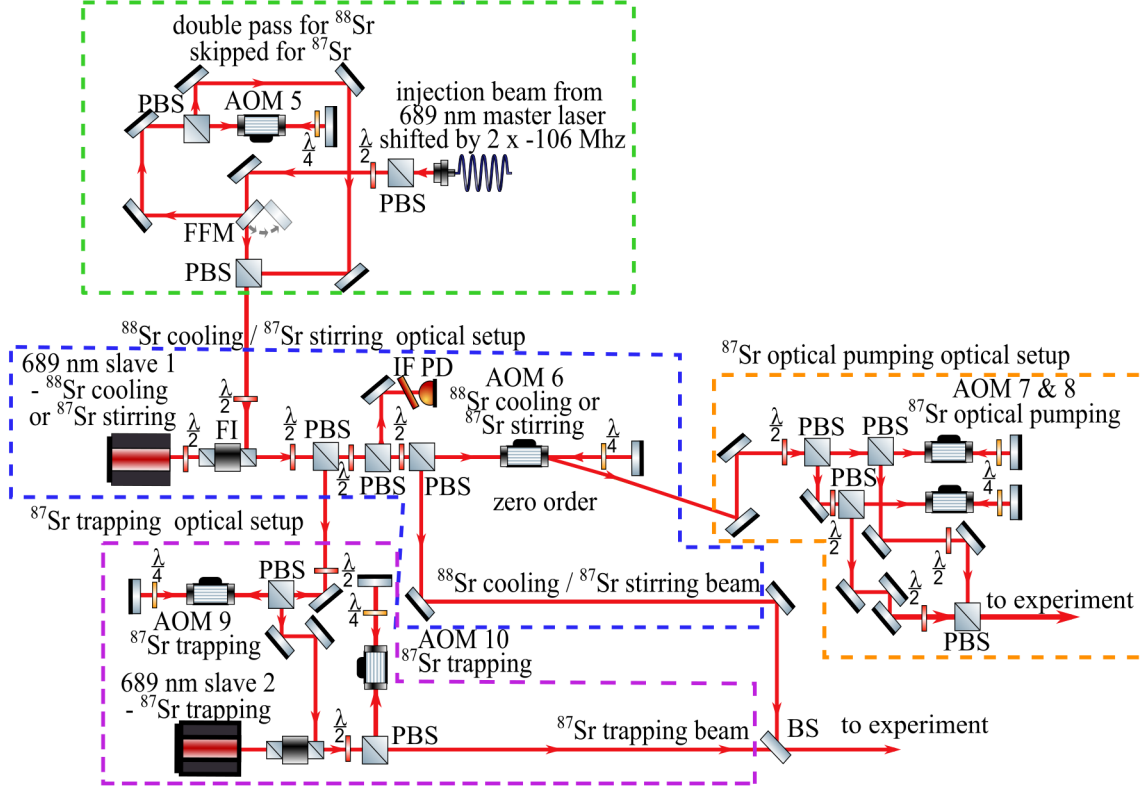 double pass for ⁸⁸Sr
skipped for ⁸⁷Sr
PBS
AOM 5
λ/4
injection beam from
689 nm master laser
shifted by 2 x -106 Mhz
λ/2
PBS
FFM
PBS
⁸⁸Sr cooling / ⁸⁷Sr stirring optical setup
689 nm slave 1
- ⁸⁸Sr cooling
or ⁸⁷Sr stirring
λ/2
λ/2
FI
λ/2
PBS
λ/2
IF PD
PBS
λ/2
PBS
AOM 6
⁸⁸Sr cooling or
⁸⁷Sr stirring
λ/4
zero order
⁸⁷Sr optical pumping optical setup
AOM 7 & 8
⁸⁷Sr optical pumping
λ/2
PBS
PBS
PBS
λ/4
λ/2
λ/2
λ/2
PBS
to experiment
⁸⁷Sr trapping optical setup
λ/4
PBS
λ/2
AOM 9
⁸⁷Sr trapping
λ/4
⁸⁸Sr cooling / ⁸⁷Sr stirring beam
AOM 10
⁸⁷Sr trapping
689 nm slave 2
- ⁸⁷Sr trapping
λ/2
PBS
⁸⁷Sr trapping beam
BS
to experiment